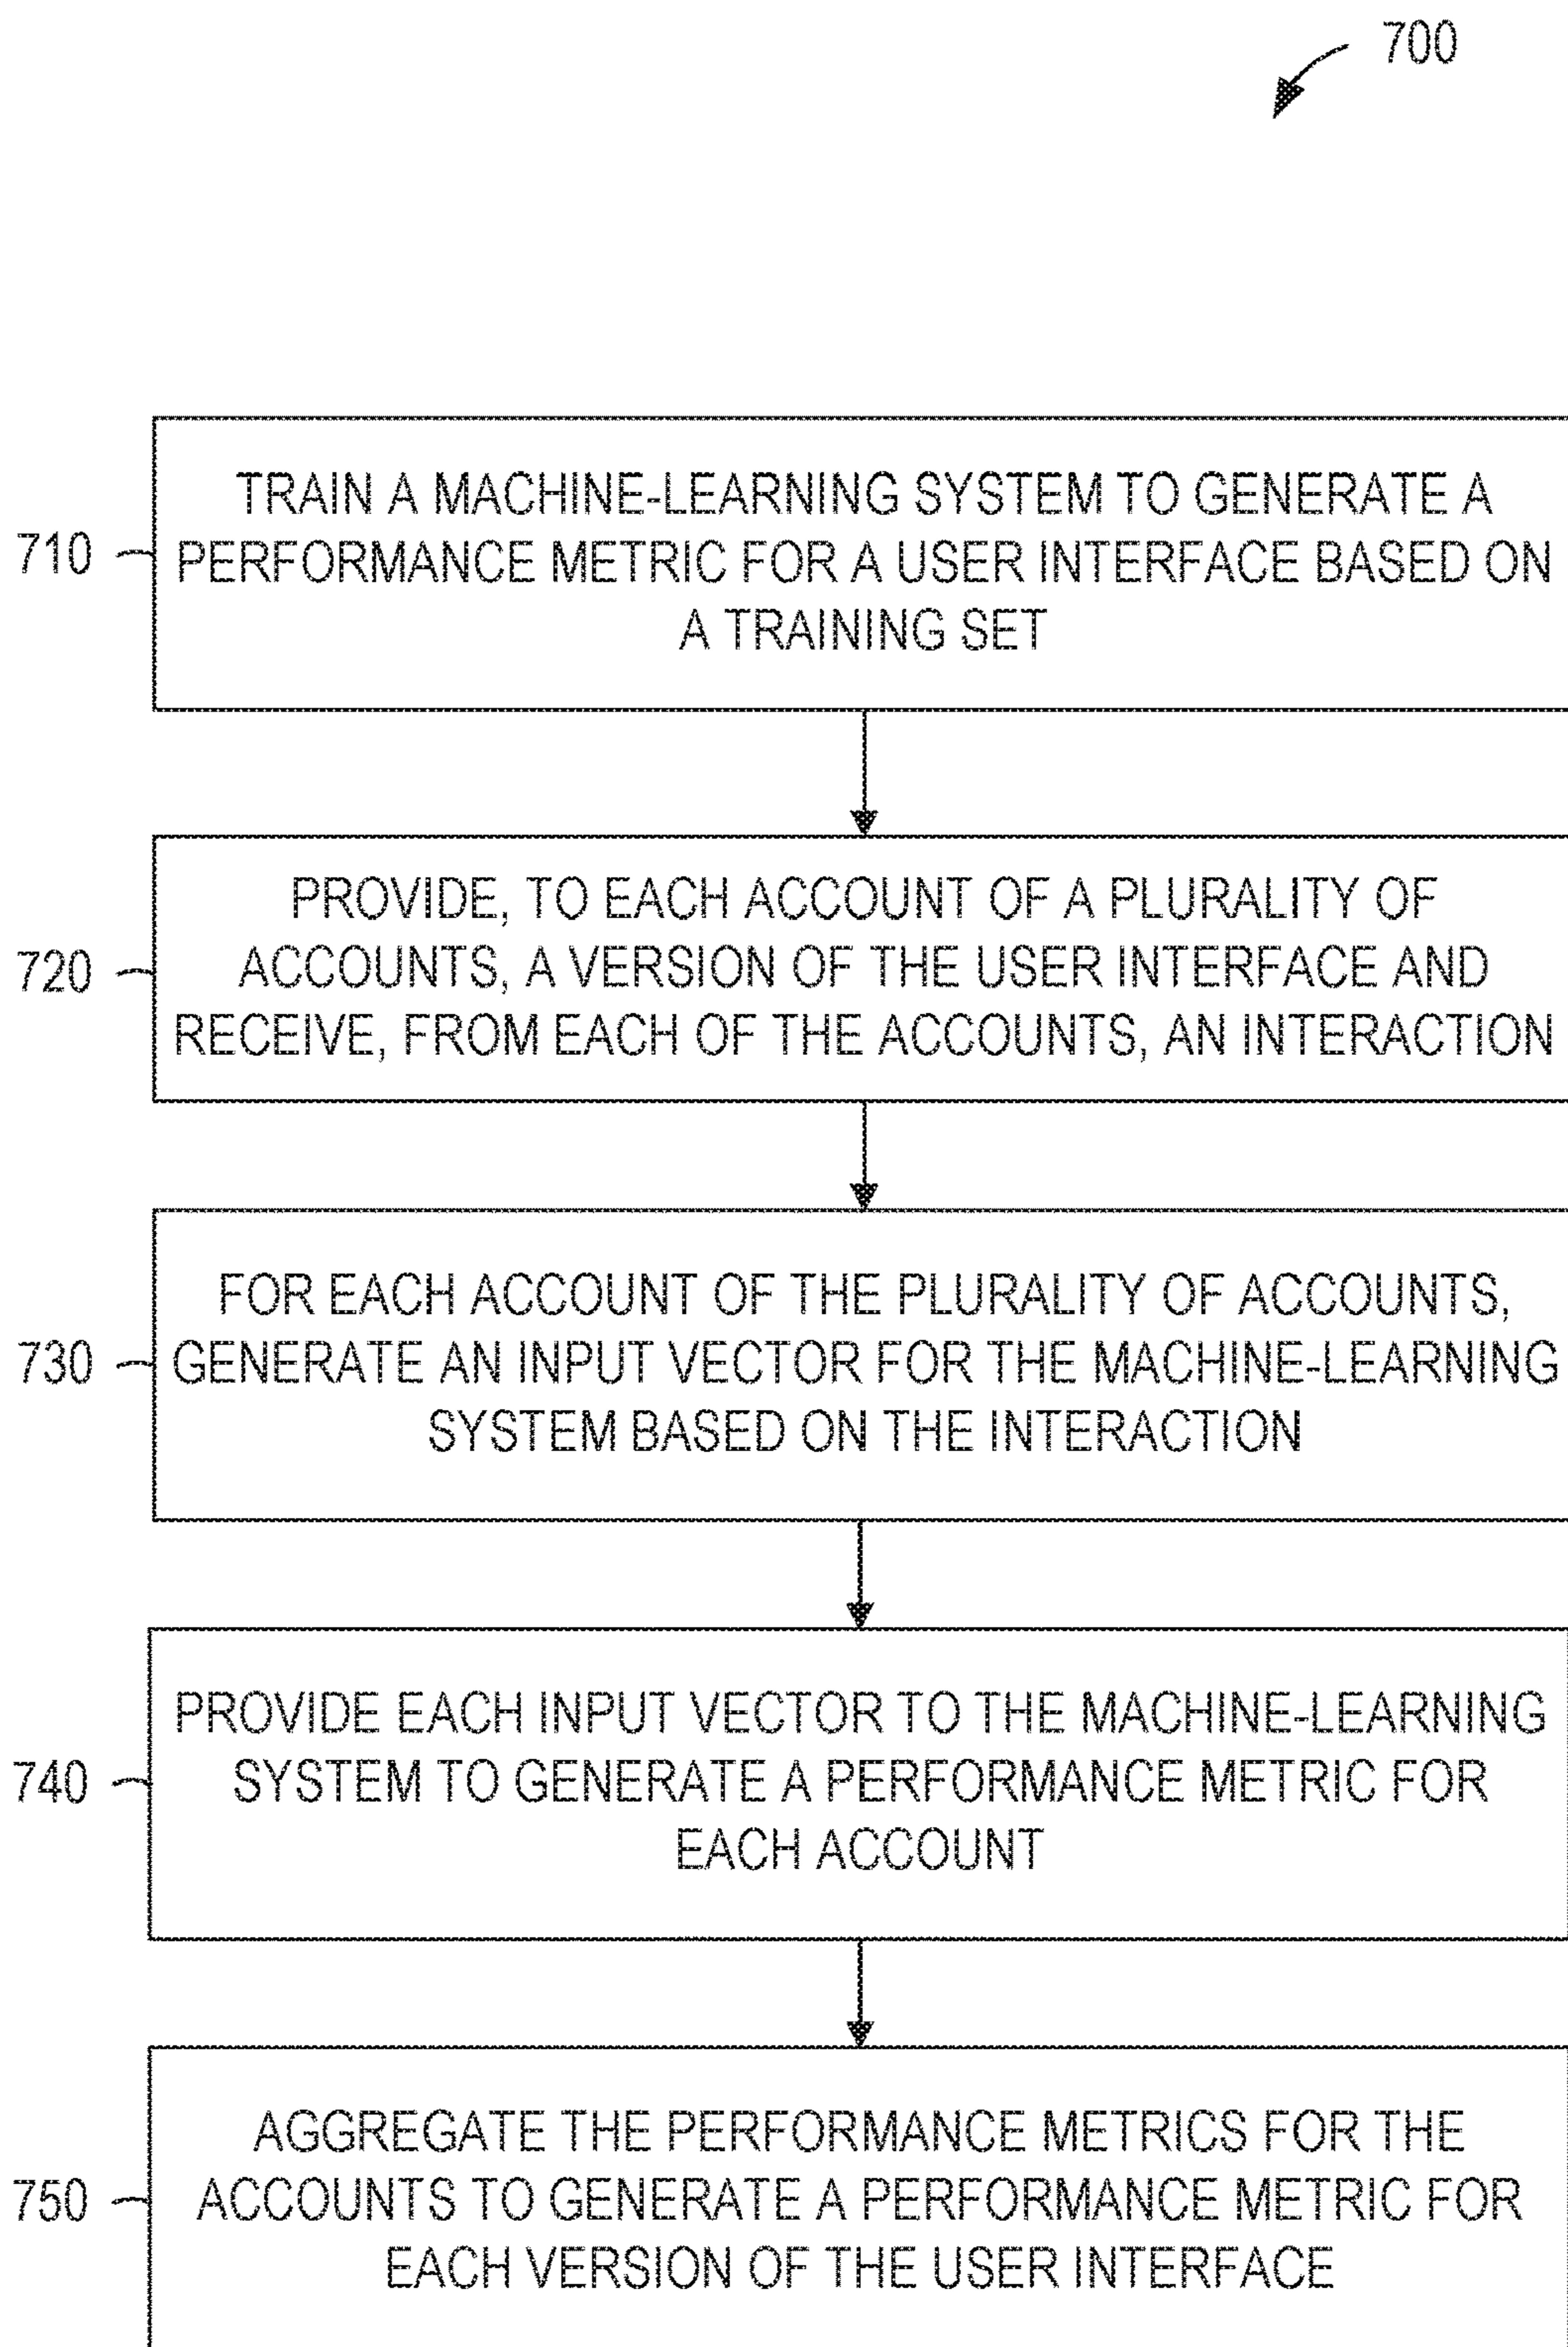 700
TRAIN A MACHINE-LEARNING SYSTEM TO GENERATE A
710
PERFORMANCE METRIC FOR A USER INTERFACE BASED ON
A TRAINING SET
PROVIDE, TO EACH ACCOUNT OF A PLURALITY OF
720
ACCOUNTS, A VERSION OF THE USER INTERFACE AND
RECEIVE, FROM EACH OF THE ACCOUNTS, AN INTERACTION
FOR EACH ACCOUNT OF THE PLURALITY OF ACCOUNTS,
730
GENERATE AN INPUT VECTOR FOR THE MACHINE-LEARNING
SYSTEM BASED ON THE INTERACTION
PROVIDE EACH INPUT VECTOR TO THE MACHINE-LEARNING
740
SYSTEM TO GENERATE A PERFORMANCE METRIC FOR
EACH ACCOUNT
AGGREGATE THE PERFORMANCE METRICS FOR THE
750
ACCOUNTS TO GENERATE A PERFORMANCE METRIC FOR
EACH VERSION OF THE USER INTERFACE